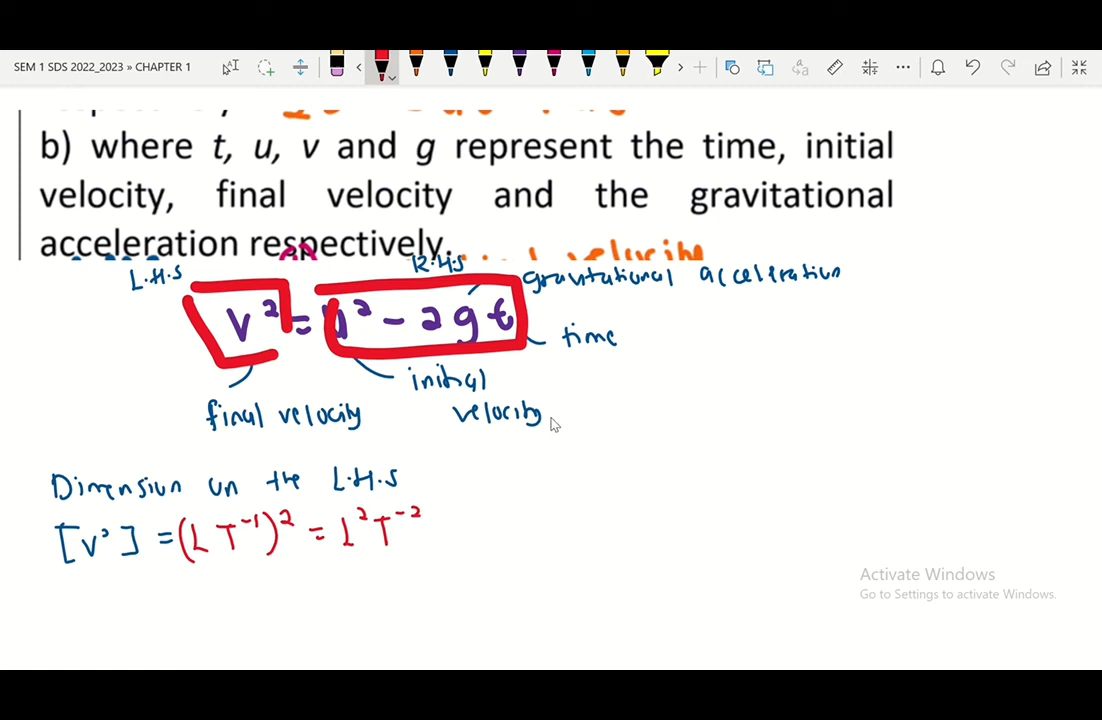 SEM 1 SDS 2022_2023 » CHAPTER 1
b) where t, u, v and g represent the time, initial
velocity, final velocity and the gravitational
acceleration respectively.
velocity
L.H.S
R.H.S
gravitational acceleration
v² = u² - 2gt
time
initial
velocity
final velocity
Dimension on the L.H.S
[v²] = (L T⁻¹)² = L² T⁻²
Activate Windows
Go to Settings to activate Windows.